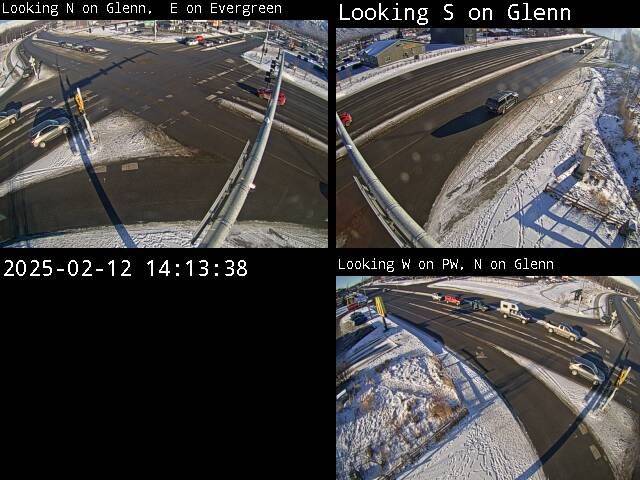 Looking N on Glenn,  E on Evergreen
Looking S on Glenn
2025-02-12 14:13:38
Looking W on PW, N on Glenn